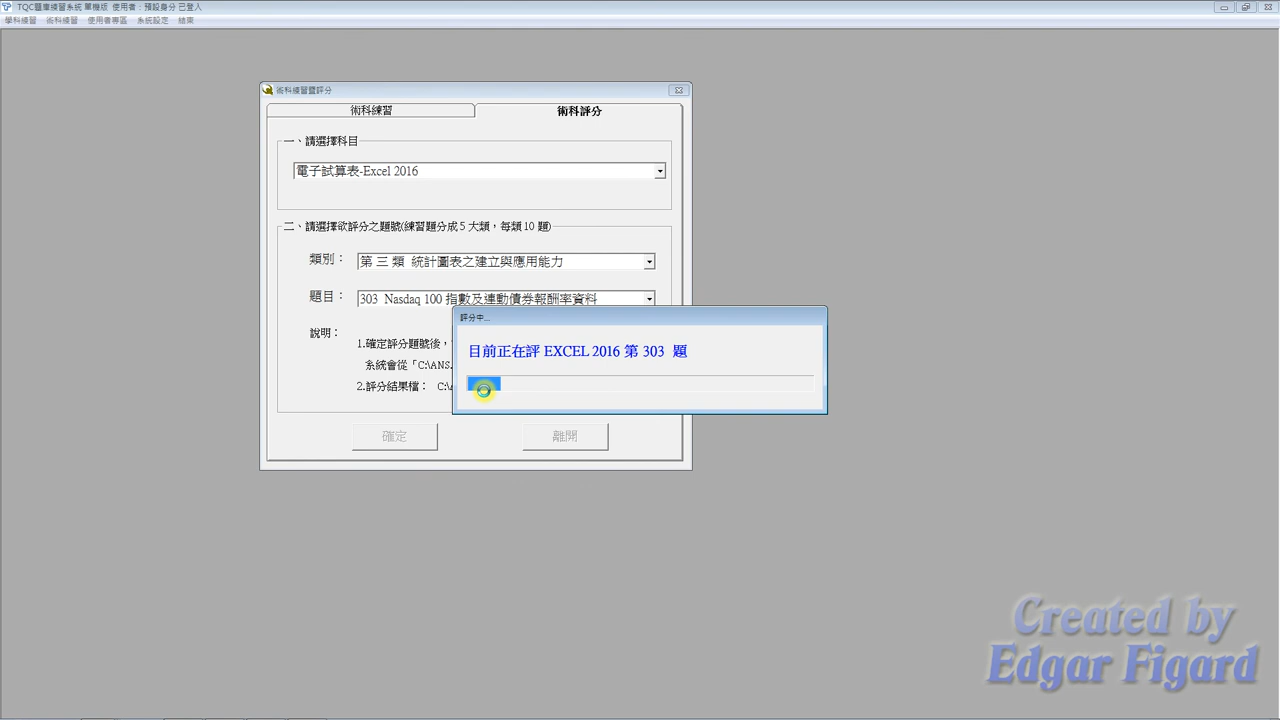 TQC題庫練習系統 單機版 使用者：預設身分 已登入
學科練習 術科練習 使用者專區 系統設定 結束
術科練習暨評分
術科練習 術科評分
一、請選擇科目
電子試算表-Excel 2016
二、請選擇欲評分之題號(練習題分成 5 大類，每類 10 題)
類別： 第 三 類 統計圖表之建立與應用能力
題目： 303 Nasdaq 100 指數及連動債券報酬率資料
說明：
1.確定評分題號後，
系統會從「C:\ANS.
2.評分結果檔： C:\
評分中...
目前正在評 EXCEL 2016 第 303 題
確定 離開
Created by
Edgar Figard